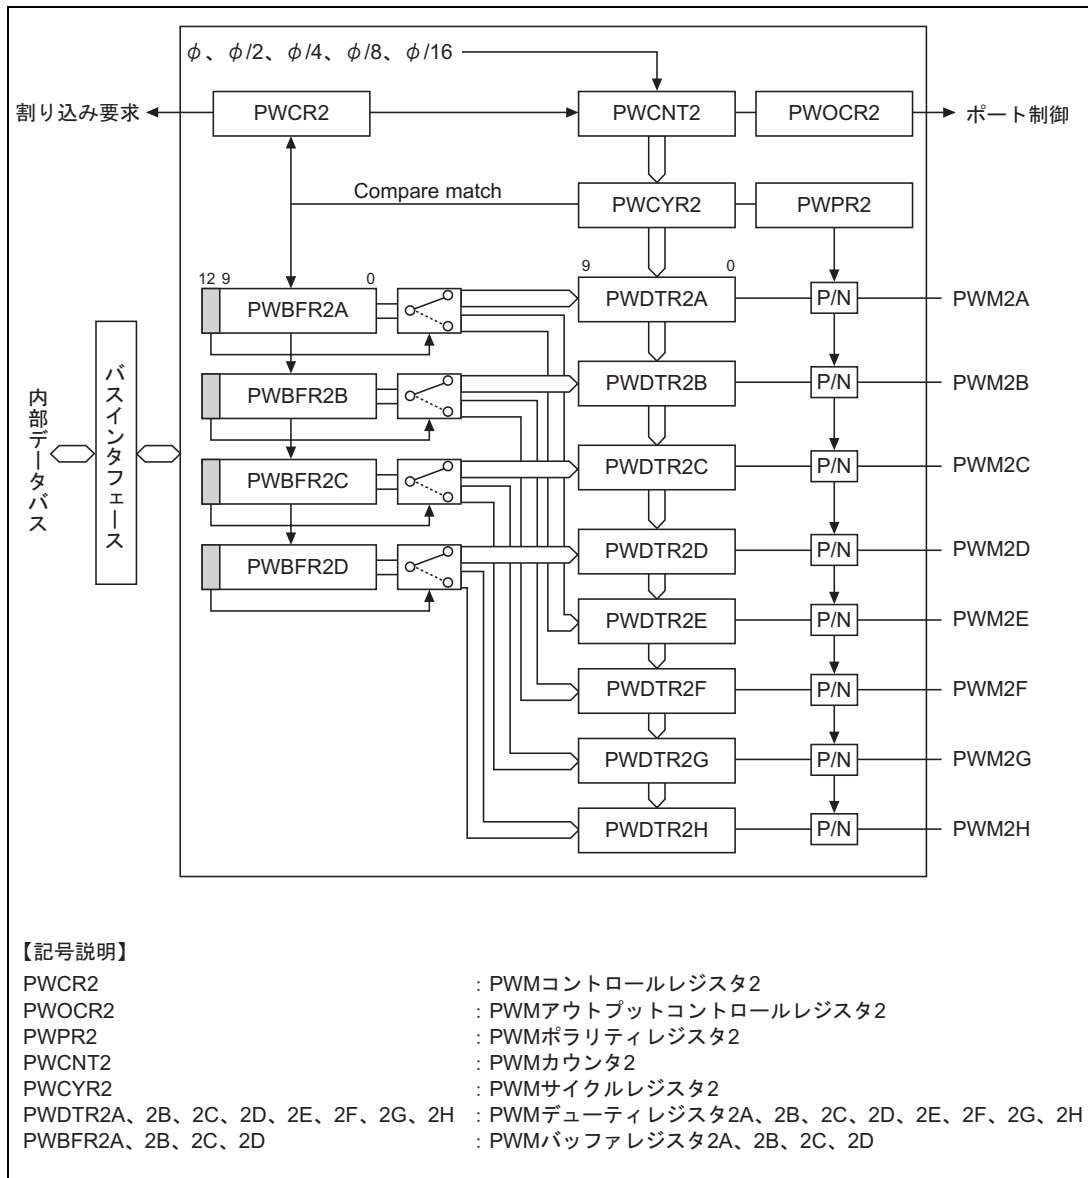 φ、φ/2、φ/4、φ/8、φ/16
割り込み要求
PWCR2
PWCNT2
PWOCR2
ポート制御
Compare match
PWCYR2
PWPR2
12 9 0
9 0
PWBFR2A
PWDTR2A
P/N
PWM2A
PWBFR2B
PWDTR2B
P/N
PWM2B
PWBFR2C
PWDTR2C
P/N
PWM2C
PWBFR2D
PWDTR2D
P/N
PWM2D
PWDTR2E
P/N
PWM2E
PWDTR2F
P/N
PWM2F
PWDTR2G
P/N
PWM2G
PWDTR2H
P/N
PWM2H
内部データバス
バスインタフェース
【記号説明】
PWCR2 : PWMコントロールレジスタ2
PWOCR2 : PWMアウトプットコントロールレジスタ2
PWPR2 : PWMポラリティレジスタ2
PWCNT2 : PWMカウンタ2
PWCYR2 : PWMサイクルレジスタ2
PWDTR2A、2B、2C、2D、2E、2F、2G、2H : PWMデューティレジスタ2A、2B、2C、2D、2E、2F、2G、2H
PWBFR2A、2B、2C、2D : PWMバッファレジスタ2A、2B、2C、2D